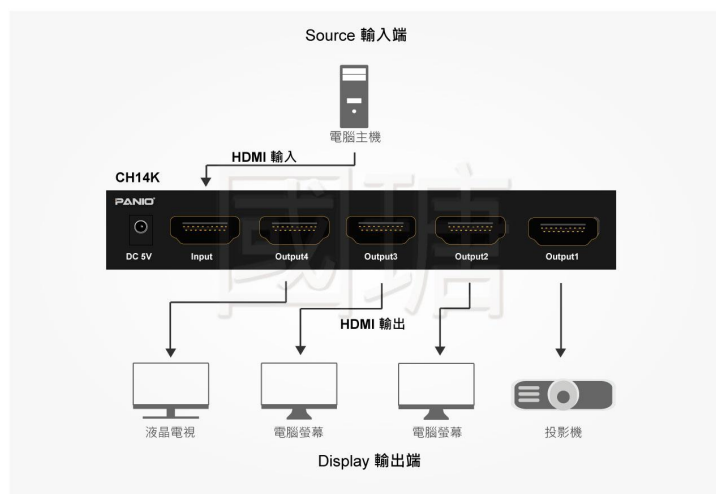 Source 輸入端
電腦主機
HDMI 輸入
CH14K
PANIO
DC 5V Input Output4 Output3 Output2 Output1
國瑭
HDMI 輸出
液晶電視 電腦螢幕 電腦螢幕 投影機
Display 輸出端